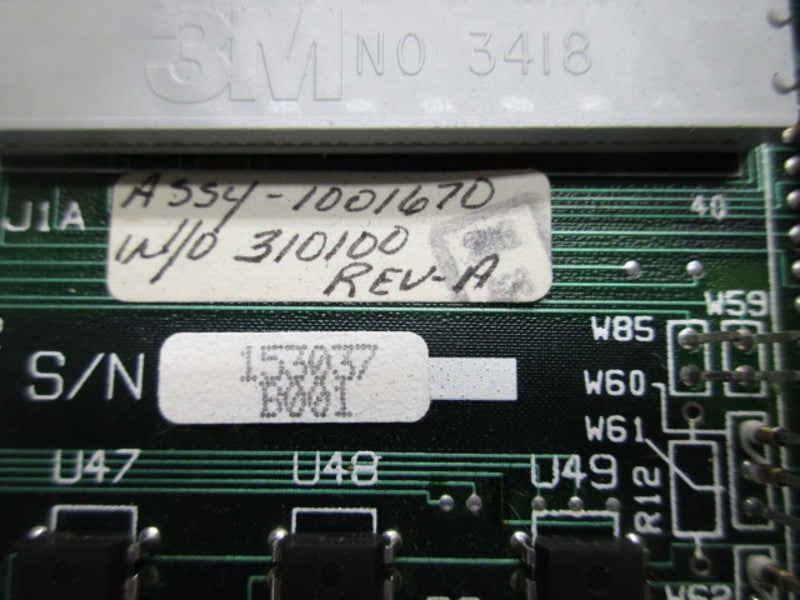 3M NO 3418
ASSY-1001670
W/O 310100
REV-A
J1A
40
S/N
153037
B001
W85
W59
W60
W61
R12
U47
U48
U49
W62